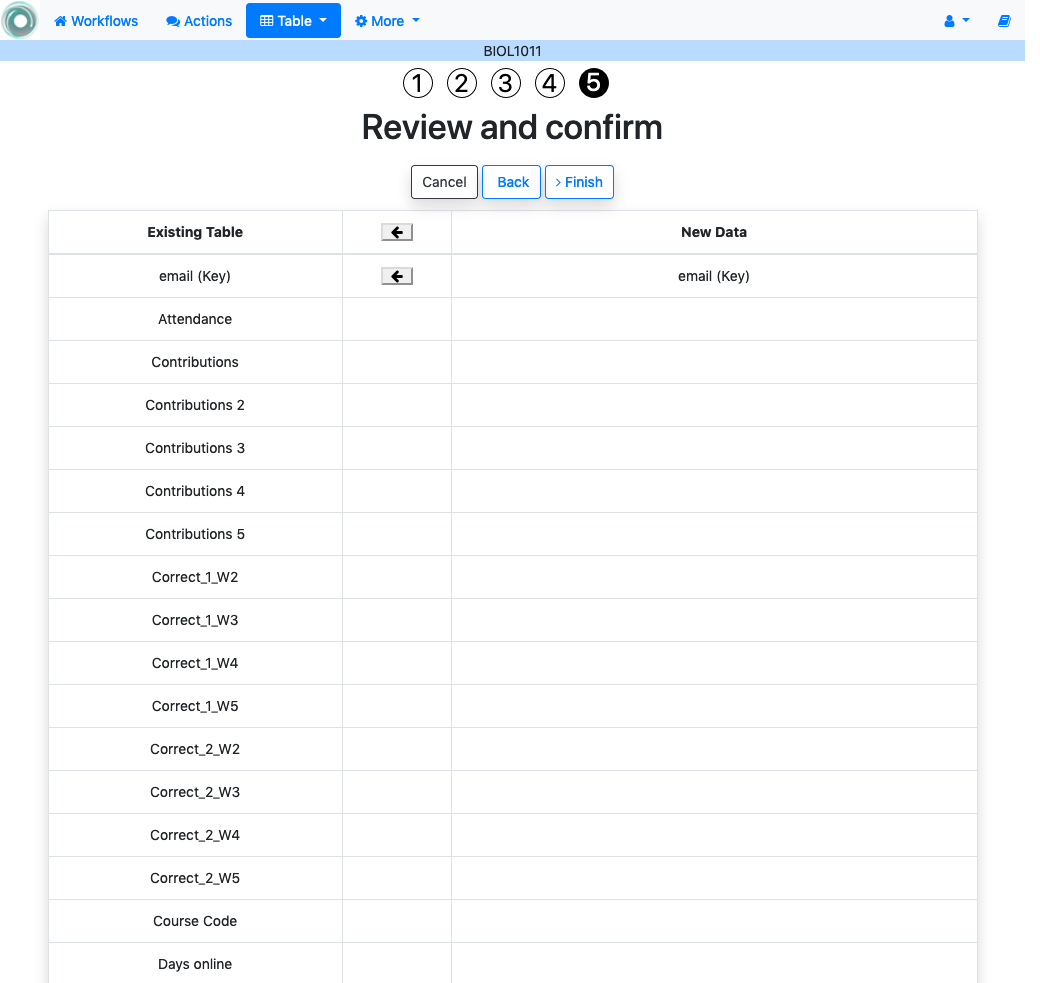 Workflows Actions Table More
BIOL1011
1 2 3 4 5
Review and confirm
Cancel Back > Finish
Existing Table New Data
email (Key) email (Key)
Attendance
Contributions
Contributions 2
Contributions 3
Contributions 4
Contributions 5
Correct_1_W2
Correct_1_W3
Correct_1_W4
Correct_1_W5
Correct_2_W2
Correct_2_W3
Correct_2_W4
Correct_2_W5
Course Code
Days online